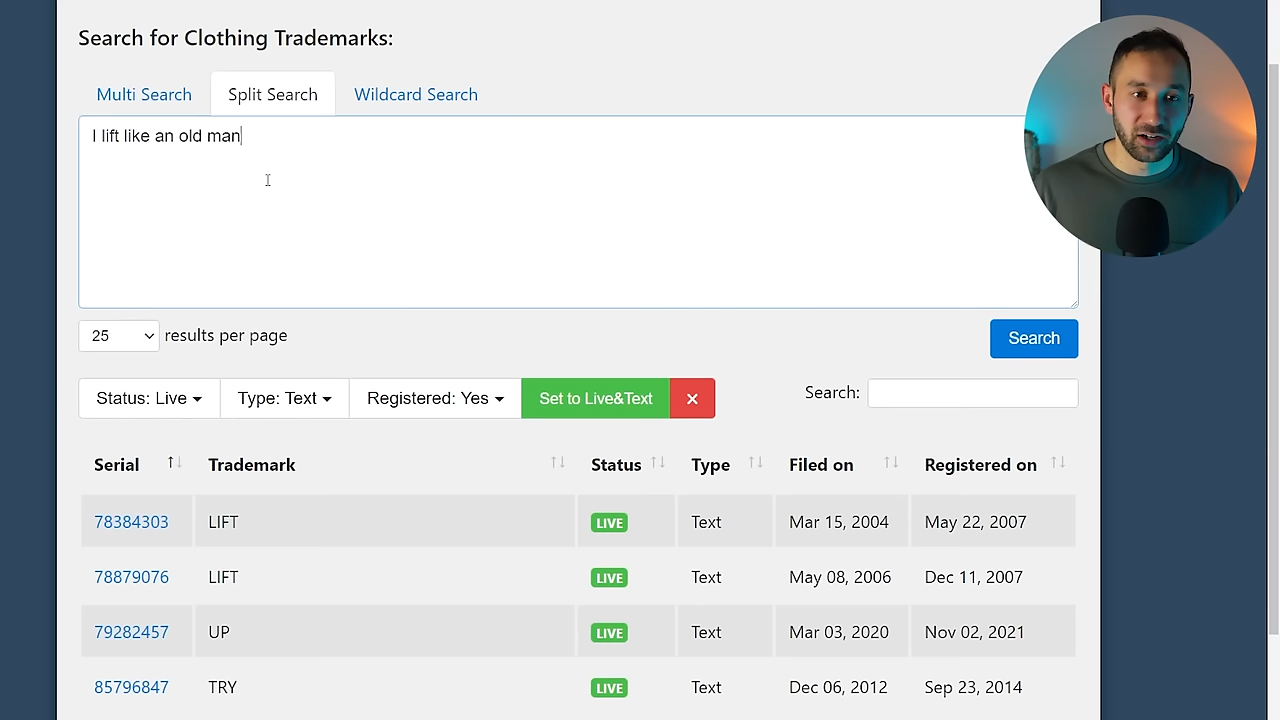 Search for Clothing Trademarks:
Multi Search Split Search Wildcard Search
I lift like an old man
25 results per page Search
Status: Live Type: Text Registered: Yes Set to Live&Text × Search:
Serial Trademark Status Type Filed on Registered on
78384303 LIFT LIVE Text Mar 15, 2004 May 22, 2007
78879076 LIFT LIVE Text May 08, 2006 Dec 11, 2007
79282457 UP LIVE Text Mar 03, 2020 Nov 02, 2021
85796847 TRY LIVE Text Dec 06, 2012 Sep 23, 2014